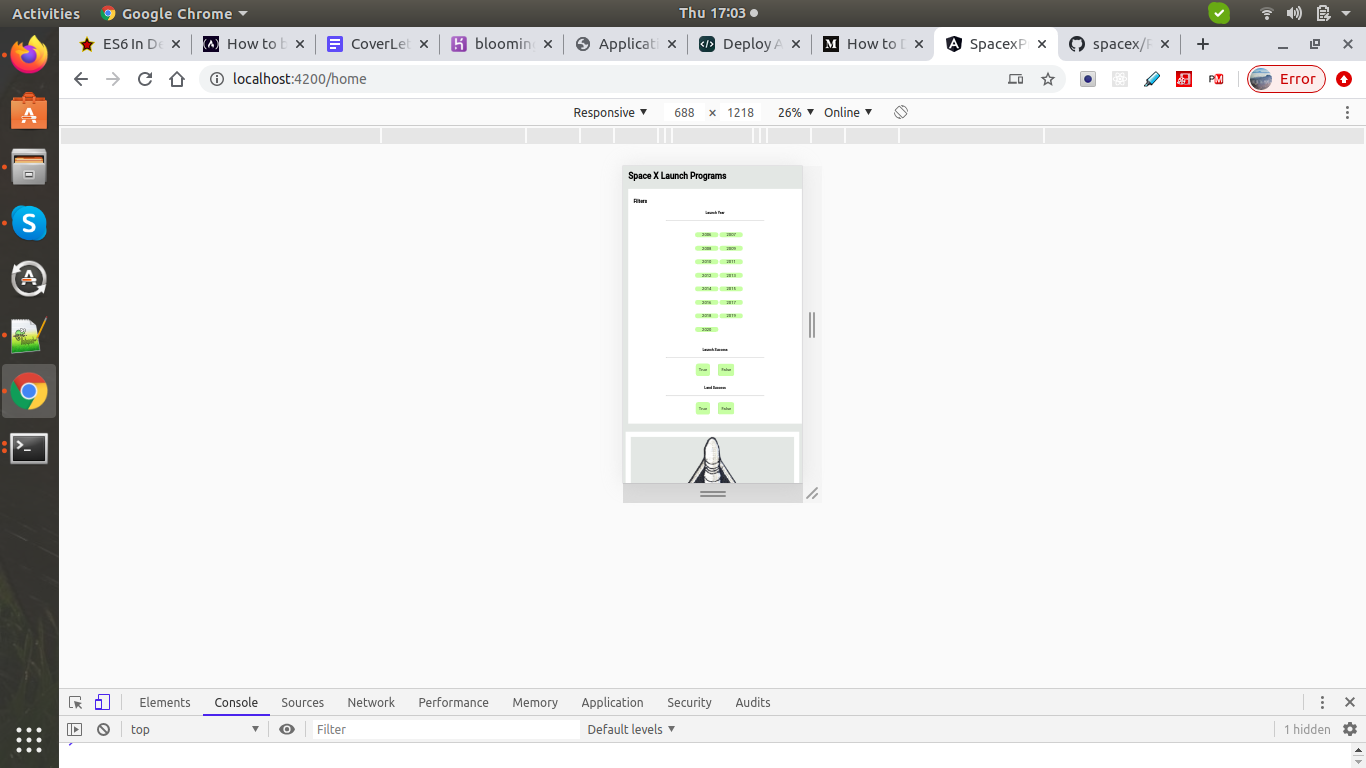 Activities Google Chrome Thu 17:03
ES6 In De How to b CoverLet blooming Applicati Deploy A How to D SpacexP spacex/F
localhost:4200/home Error
Responsive 688 × 1218 26% Online
Space X Launch Programs
Filters
Launch Year
2006 2007
2008 2009
2010 2011
2012 2013
2014 2015
2016 2017
2018 2019
2020
Launch Success
True False
Land Success
True False
Elements Console Sources Network Performance Memory Application Security Audits
top Filter Default levels 1 hidden